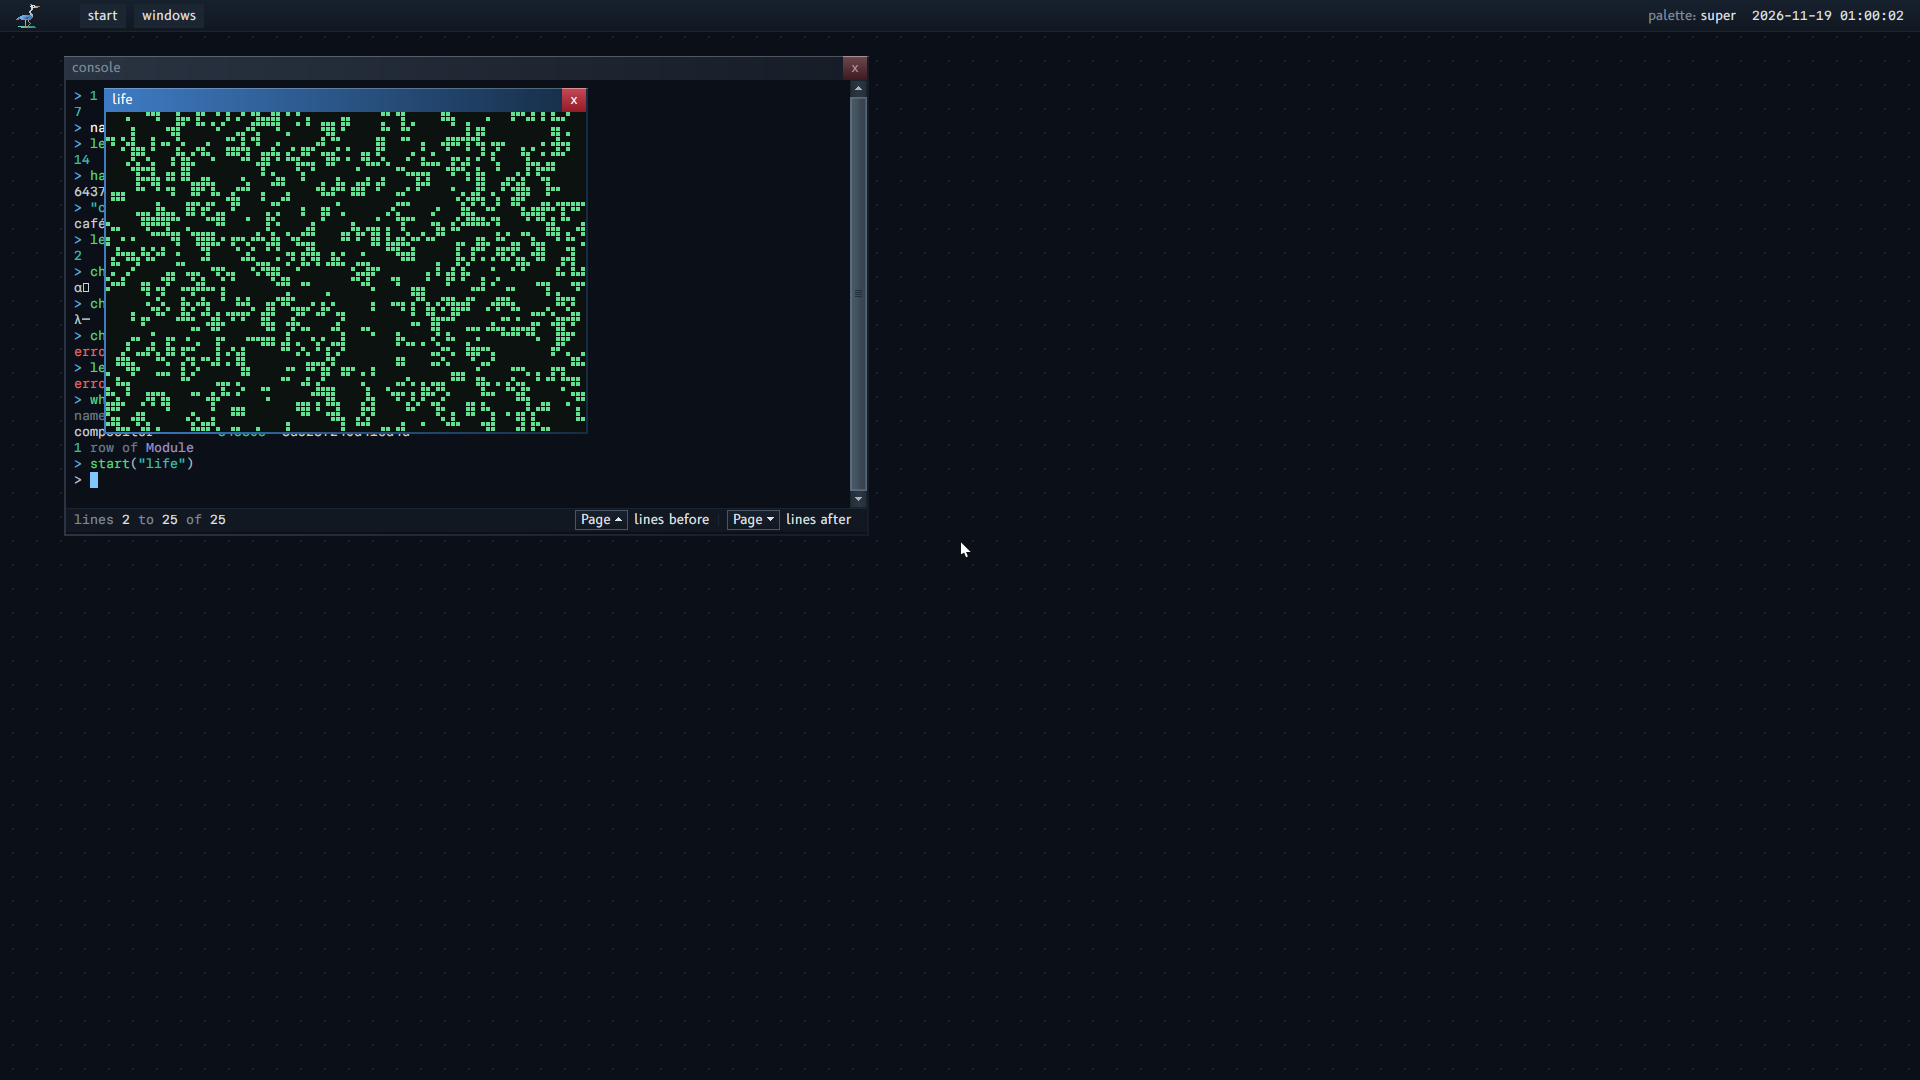 start windows palette: super 2026-11-19 01:00:02
console x
life x
> 1
7
> na
> le
14
> ha
6437
> "c
café
> le
2
> ch
α
> ch
λ—
> ch
erro
> le
erro
> wh
name
1 row of Module
> start("life")
>
lines 2 to 25 of 25 Page lines before Page lines after